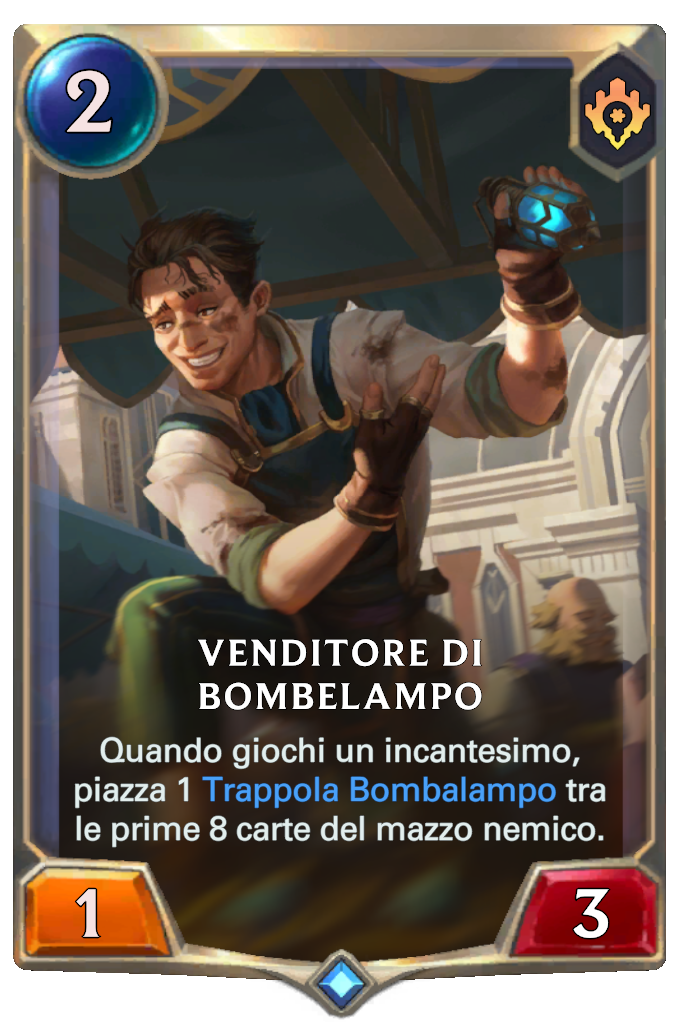 2
VENDITORE DI
BOMBELAMPO
Quando giochi un incantesimo,
piazza 1 Trappola Bombalampo tra
le prime 8 carte del mazzo nemico.
1
3